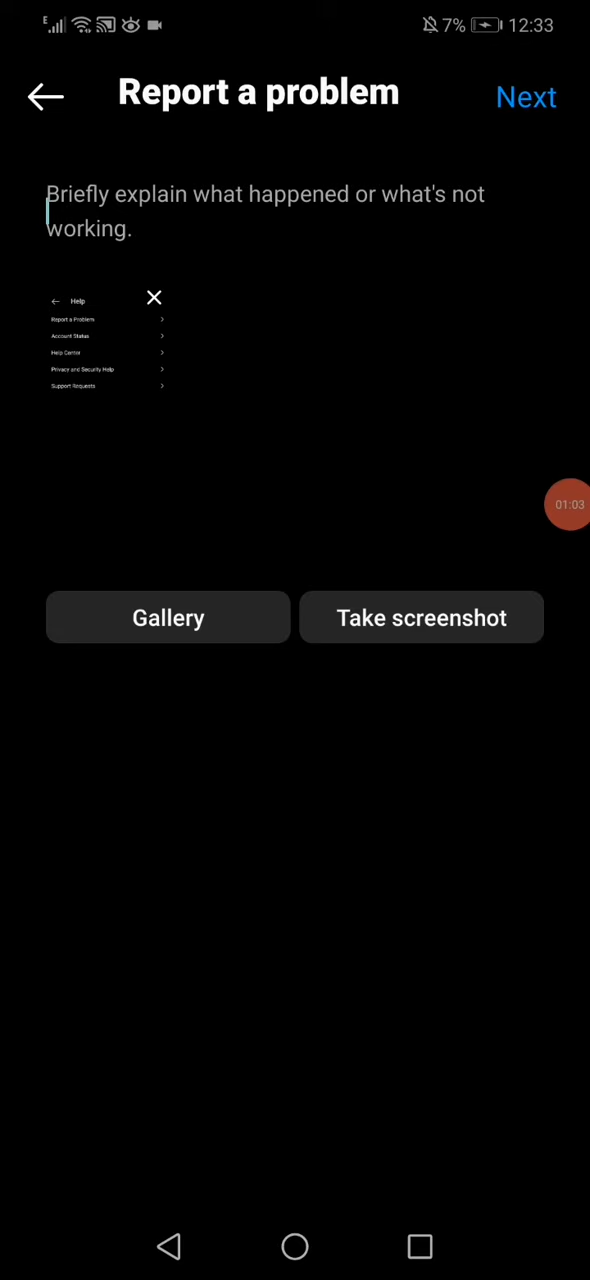 E 7% 12:33
Report a problem Next
Briefly explain what happened or what's not
working.
Help
Report a Problem
Account Status
Help Center
Privacy and Security Help
Support Requests
01:03
Gallery Take screenshot